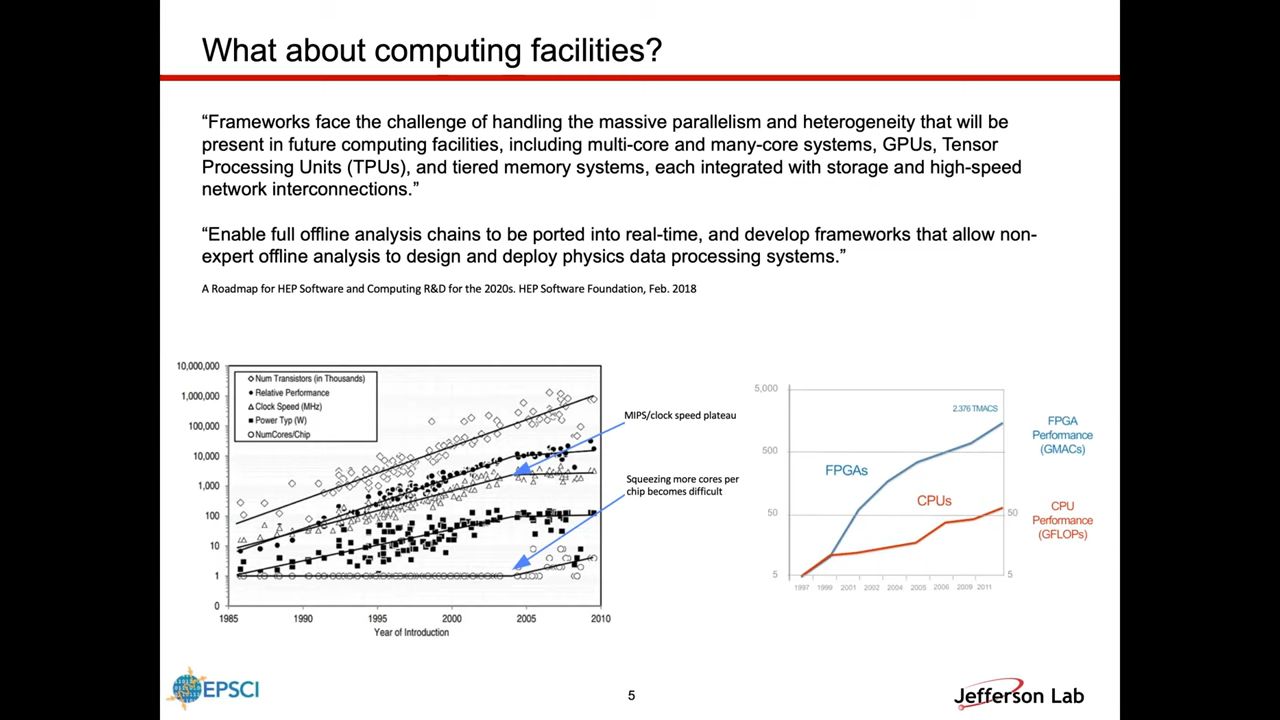 What about computing facilities?
“Frameworks face the challenge of handling the massive parallelism and heterogeneity that will be
present in future computing facilities, including multi-core and many-core systems, GPUs, Tensor
Processing Units (TPUs), and tiered memory systems, each integrated with storage and high-speed
network interconnections.”
“Enable full offline analysis chains to be ported into real-time, and develop frameworks that allow non-
expert offline analysis to design and deploy physics data processing systems.”
A Roadmap for HEP Software and Computing R&D for the 2020s. HEP Software Foundation, Feb. 2018
10,000,000
1,000,000
100,000
10,000
1,000
100
10
1
0
Num Transistors (in Thousands)
Relative Performance
Clock Speed (MHz)
Power Typ (W)
NumCores/Chip
1985 1990 1995 2000 2005 2010
Year of Introduction
MIPS/clock speed plateau
Squeezing more cores per
chip becomes difficult
5,000
500
50
5
2.376 TMACS
FPGAs
CPUs
50
5
1997 1999 2001 2002 2004 2005 2006 2009 2011
FPGA
Performance
(GMACs)
CPU
Performance
(GFLOPs)
EPSCI
5
Jefferson Lab